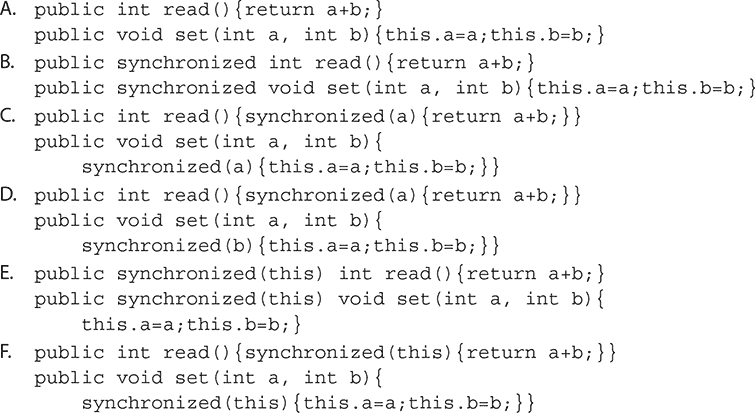 A. public int read(){return a+b;}
public void set(int a, int b){this.a=a;this.b=b;}
B. public synchronized int read(){return a+b;}
public synchronized void set(int a, int b){this.a=a;this.b=b;}
C. public int read(){synchronized(a){return a+b;}}
public void set(int a, int b){
synchronized(a){this.a=a;this.b=b;}}
D. public int read(){synchronized(a){return a+b;}}
public void set(int a, int b){
synchronized(b){this.a=a;this.b=b;}}
E. public synchronized(this) int read(){return a+b;}
public synchronized(this) void set(int a, int b){
this.a=a;this.b=b;}
F. public int read(){synchronized(this){return a+b;}}
public void set(int a, int b){
synchronized(this){this.a=a;this.b=b;}}